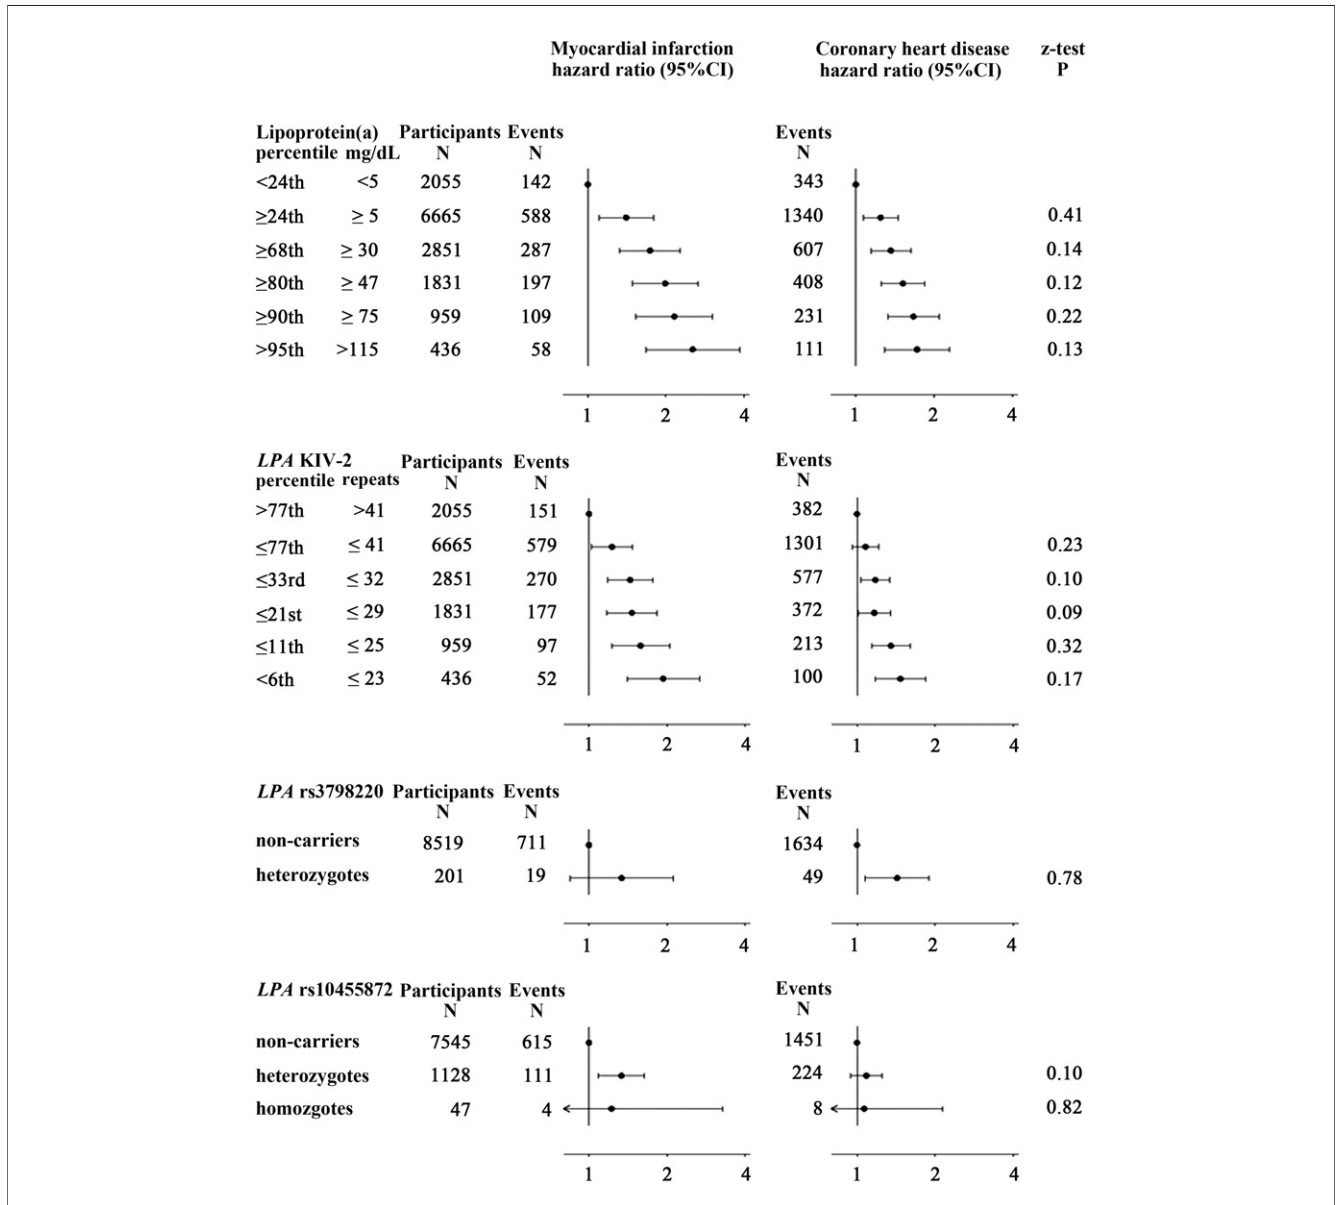 Myocardial infarction Coronary heart disease z-test
hazard ratio (95%CI) hazard ratio (95%CI) P
Lipoprotein(a) Participants Events Events
percentile mg/dL N N N
<24th <5 2055 142 343
≥24th ≥ 5 6665 588 1340 0.41
≥68th ≥ 30 2851 287 607 0.14
≥80th ≥ 47 1831 197 408 0.12
≥90th ≥ 75 959 109 231 0.22
>95th >115 436 58 111 0.13
1 2 4 1 2 4
LPA KIV-2 Participants Events Events
percentile repeats N N N
>77th >41 2055 151 382
≤77th ≤ 41 6665 579 1301 0.23
≤33rd ≤ 32 2851 270 577 0.10
≤21st ≤ 29 1831 177 372 0.09
≤11th ≤ 25 959 97 213 0.32
<6th ≤ 23 436 52 100 0.17
1 2 4 1 2 4
LPA rs3798220 Participants Events Events
N N N
non-carriers 8519 711 1634
heterozygotes 201 19 49 0.78
1 2 4 1 2 4
LPA rs10455872 Participants Events Events
N N N
non-carriers 7545 615 1451
heterozygotes 1128 111 224 0.10
homozgotes 47 4 8 0.82
1 2 4 1 2 4